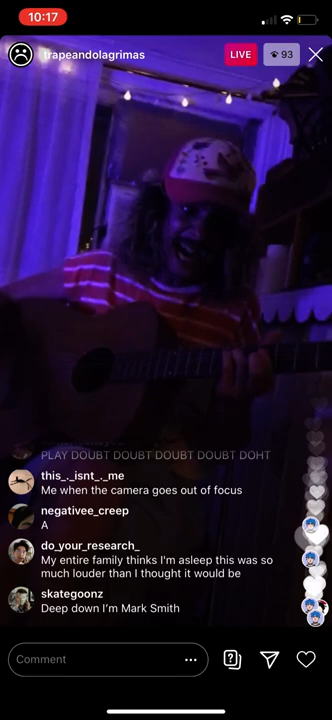 10:17
trapeandolagrimas
LIVE
93
PLAY DOUBT DOUBT DOUBT DOUBT DOHT
this_._isnt_._me
Me when the camera goes out of focus
negativee_creep
A
do_your_research_
My entire family thinks I'm asleep this was so
much louder than I thought it would be
skategoonz
Deep down I'm Mark Smith
Comment